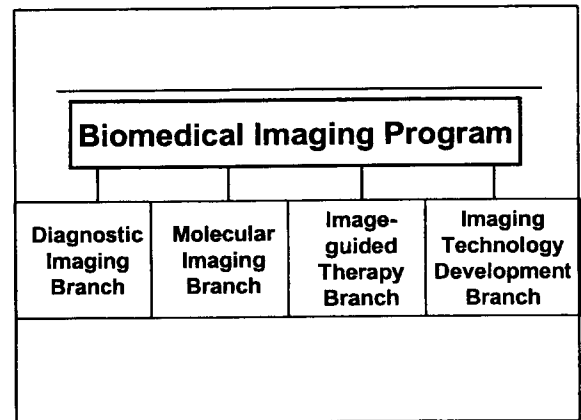 Biomedical Imaging Program
Diagnostic
Imaging
Branch
Molecular
Imaging
Branch
Image-
guided
Therapy
Branch
Imaging
Technology
Development
Branch